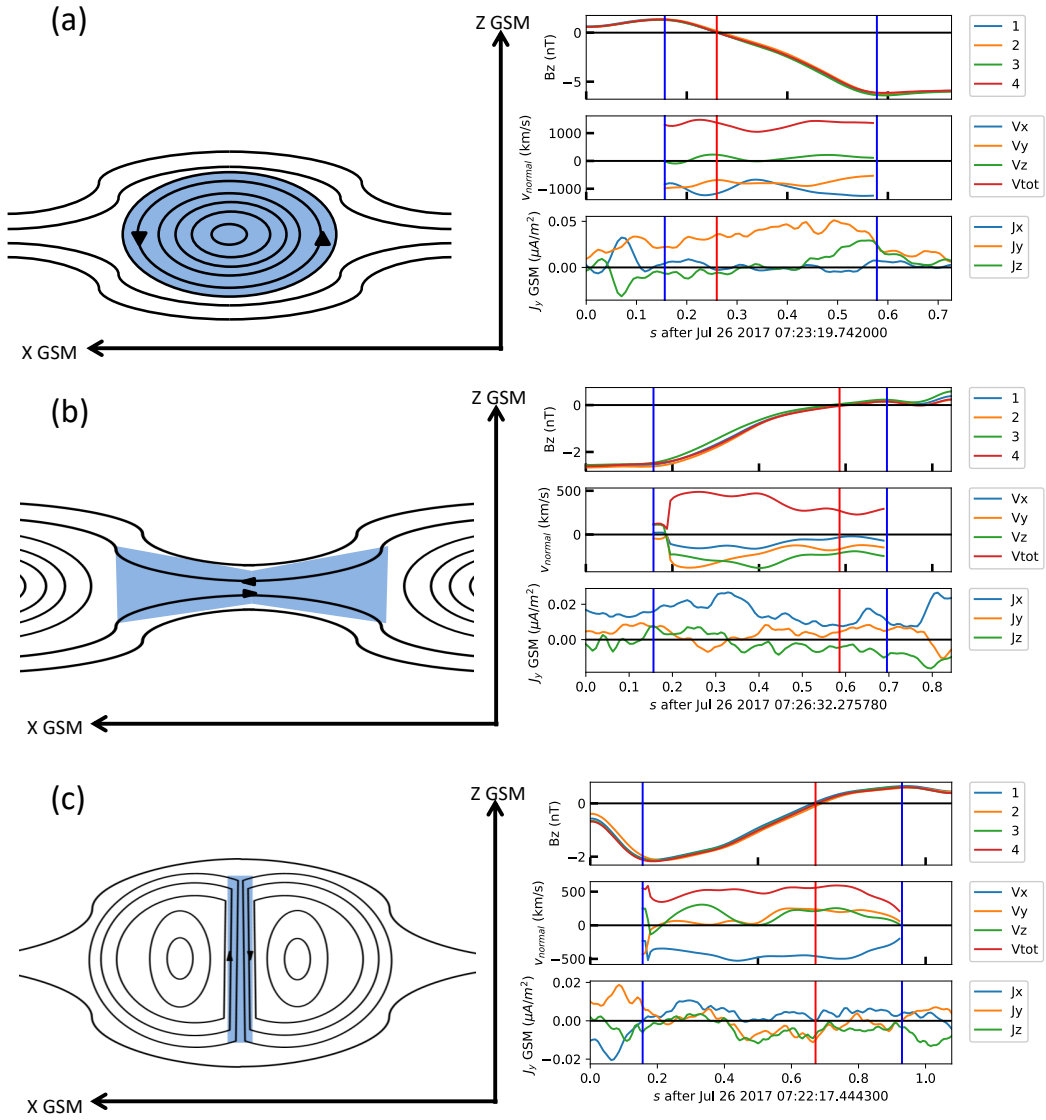 (a)
Z GSM
X GSM
Bz (nT)
0
−5
1
2
3
4
v_normal (km/s)
1000
0
−1000
Vx
Vy
Vz
Vtot
J_y GSM (μA/m²)
0.05
0.00
Jx
Jy
Jz
0.0 0.1 0.2 0.3 0.4 0.5 0.6 0.7
s after Jul 26 2017 07:23:19.742000
(b)
Z GSM
X GSM
Bz (nT)
0
−2
1
2
3
4
v_normal (km/s)
500
0
Vx
Vy
Vz
Vtot
J_y GSM (μA/m²)
0.02
0.00
Jx
Jy
Jz
0.0 0.1 0.2 0.3 0.4 0.5 0.6 0.7 0.8
s after Jul 26 2017 07:26:32.275780
(c)
Z GSM
X GSM
Bz (nT)
0
−2
1
2
3
4
v_normal (km/s)
500
0
−500
Vx
Vy
Vz
Vtot
J_y GSM (μA/m²)
0.02
0.00
−0.02
Jx
Jy
Jz
0.0 0.2 0.4 0.6 0.8 1.0
s after Jul 26 2017 07:22:17.444300